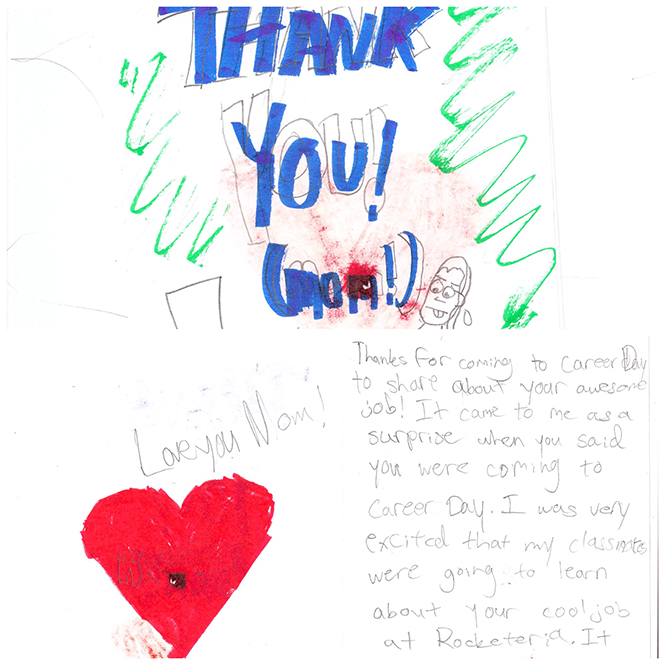 THANK
YOU!
(mom!)
Love you Mom!
Thanks for coming to Career Day
to share about your awesome
job! It came to me as a
surprise when you said
you were coming to
Career Day. I was very
excited that my classmates
were going to learn
about your cool job
at Rocketeria. It